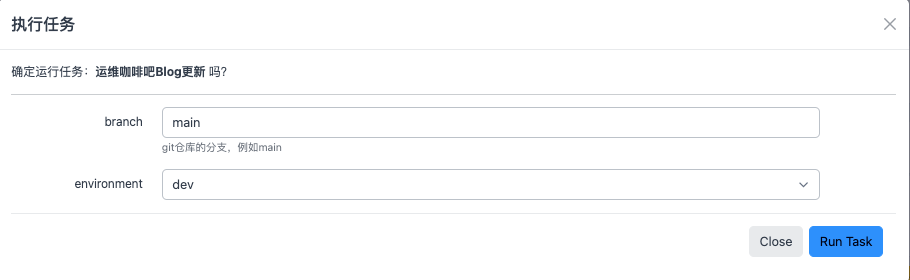 执行任务
确定运行任务：运维咖啡吧Blog更新 吗?
branch
main
git仓库的分支，例如main
environment
dev
Close
Run Task